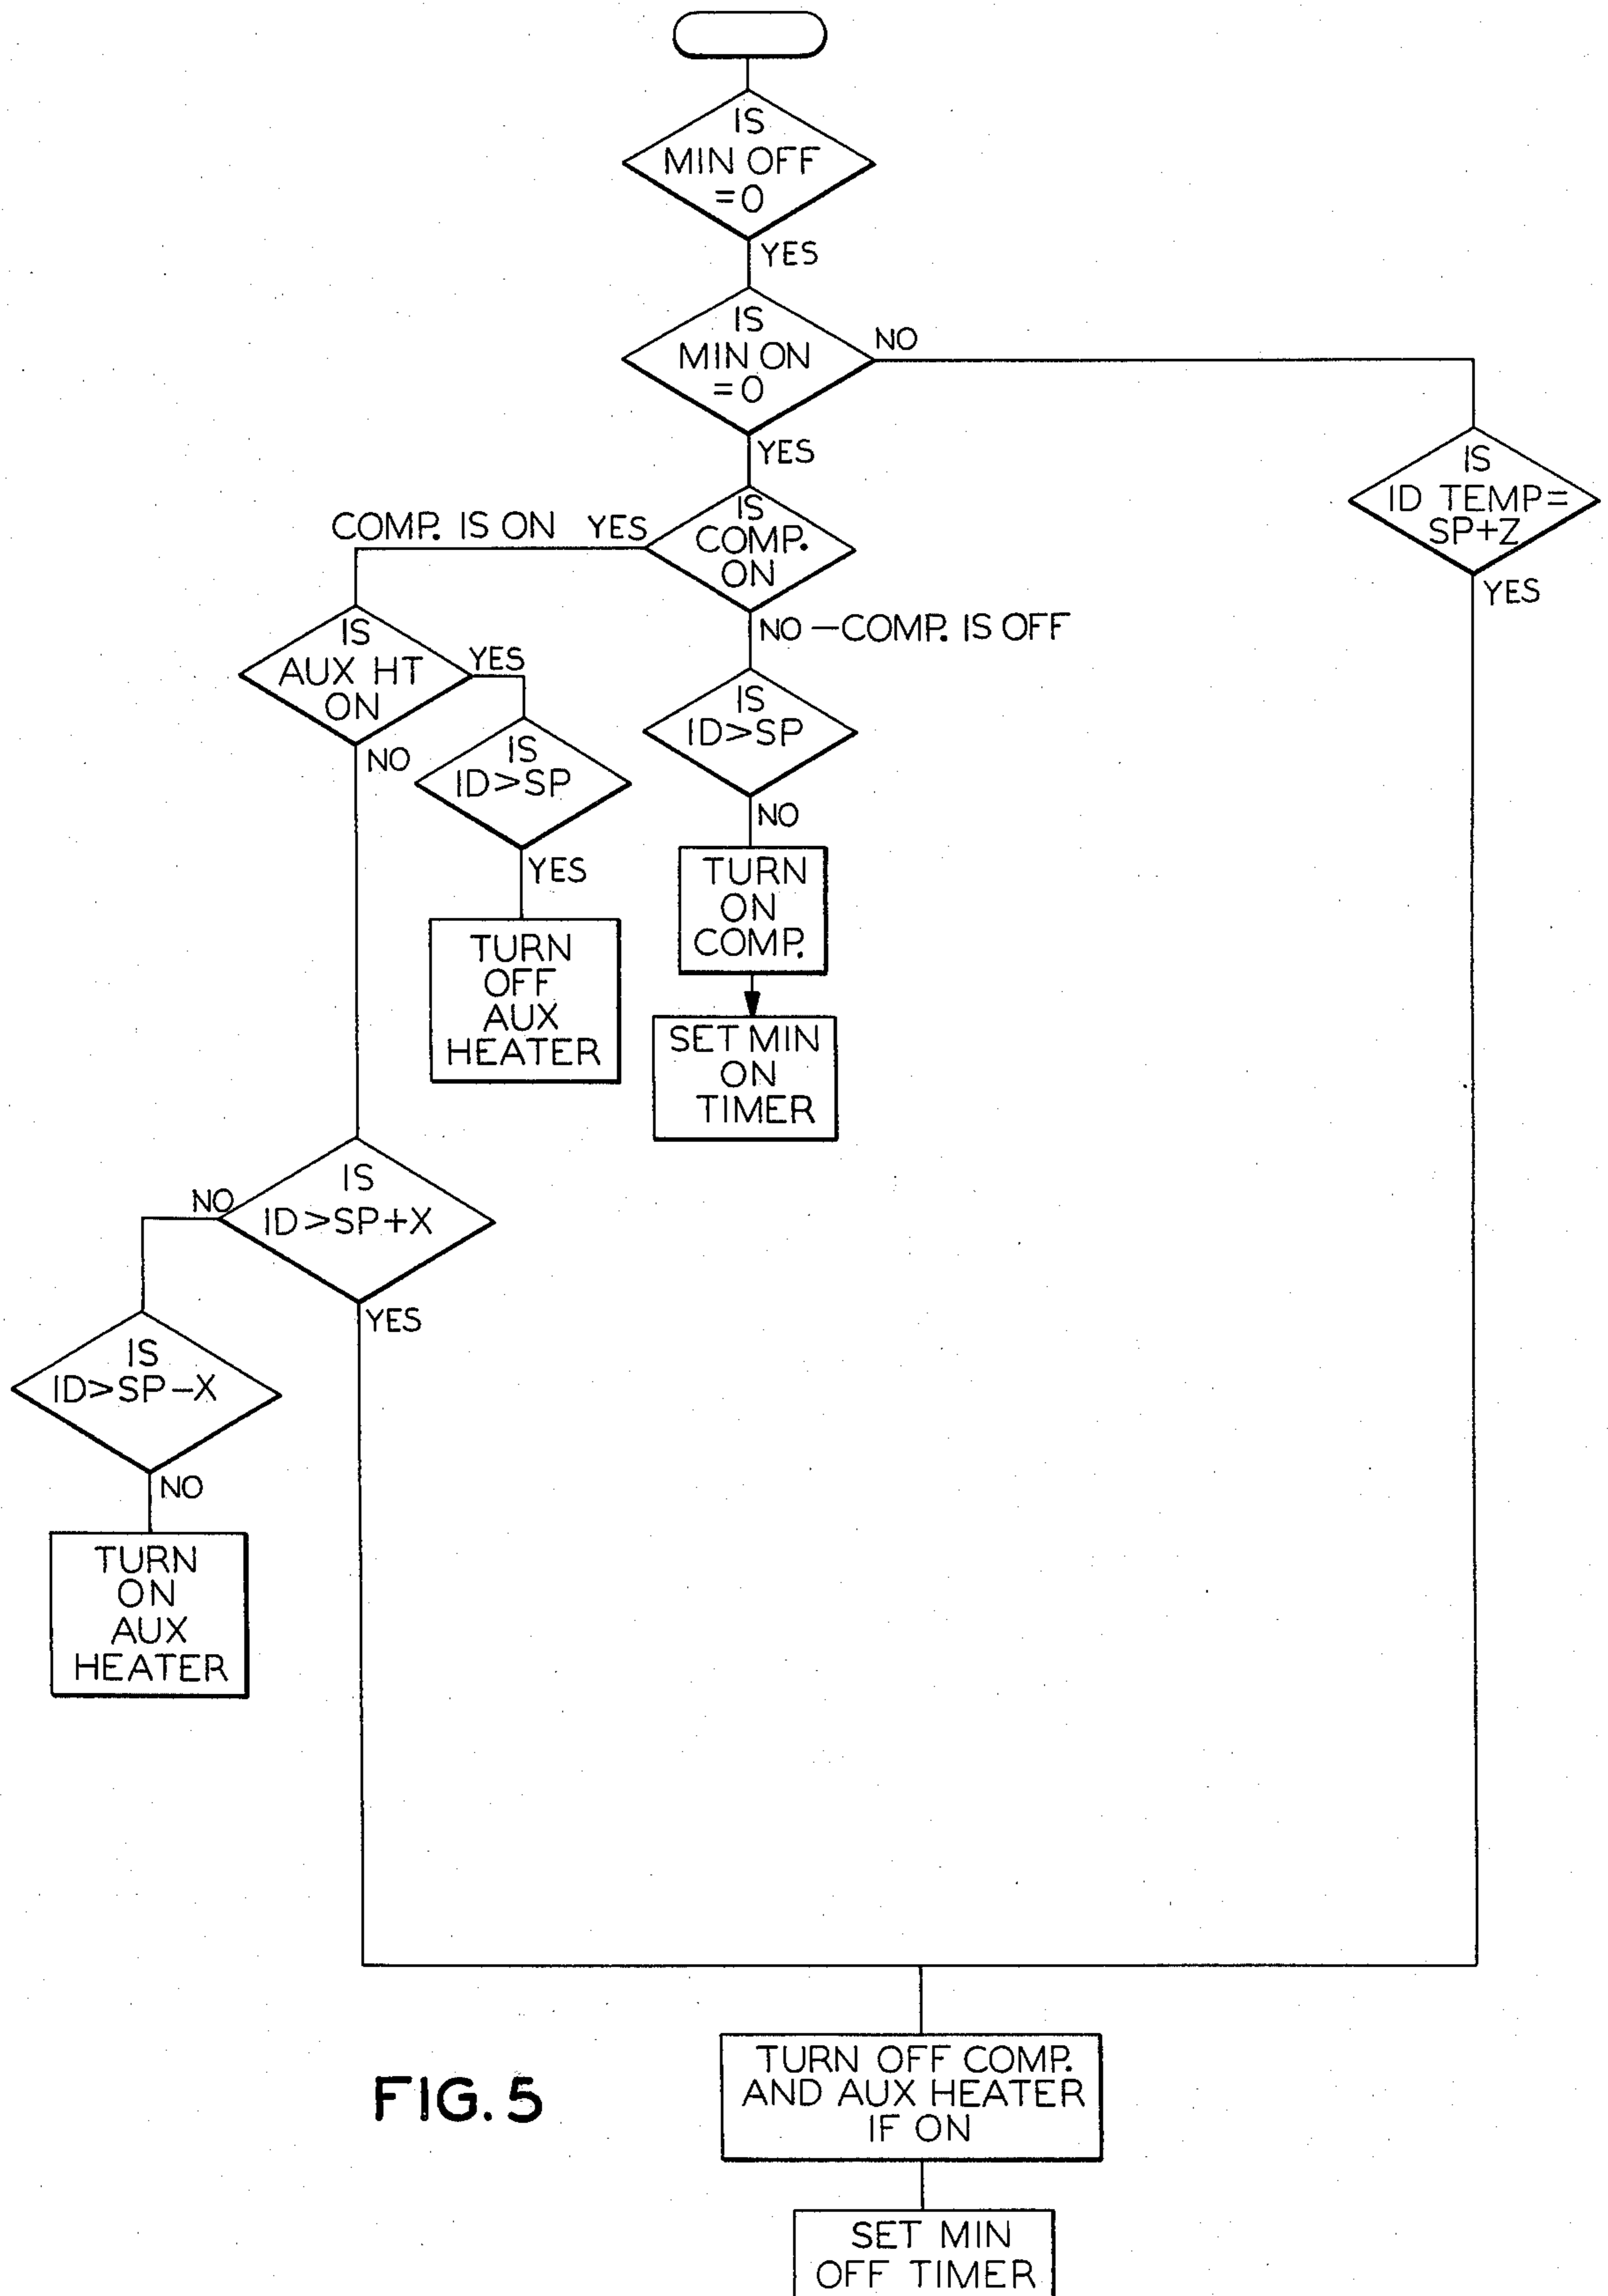 IS
MIN OFF
=0
YES
IS
MIN ON
=0
NO
YES
IS
ID TEMP=
SP+Z
YES
COMP. IS ON YES
IS
COMP.
ON
NO-COMP. IS OFF
IS
AUX HT
ON
YES
NO
IS
ID>SP
YES
TURN
OFF
AUX
HEATER
IS
ID>SP
NO
TURN
ON
COMP.
SET MIN
ON
TIMER
IS
ID>SP+X
NO
YES
IS
ID>SP-X
NO
TURN
ON
AUX
HEATER
TURN OFF COMP.
AND AUX HEATER
IF ON
SET MIN
OFF TIMER
FIG. 5